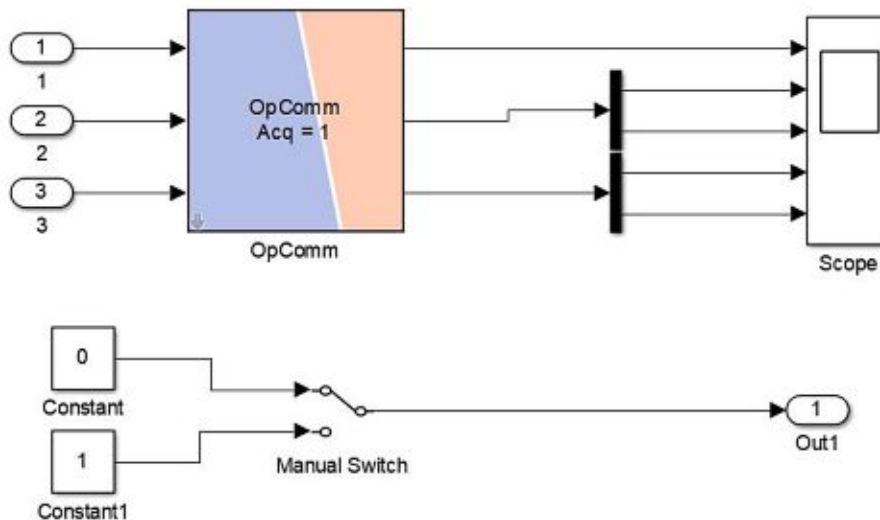 1
1
2
2
3
3
OpComm
Acq = 1
OpComm
Scope
0
Constant
1
Constant1
Manual Switch
1
Out1